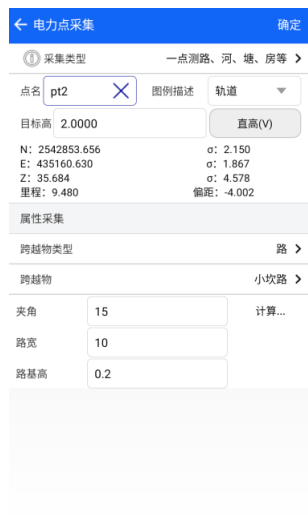 电力点采集 确定
采集类型 一点测路、河、塘、房等
点名 pt2 图例描述 轨道
目标高 2.0000 直高(V)
N: 2542853.656 σ: 2.150
E: 435160.630 σ: 1.867
Z: 35.684 σ: 4.578
里程: 9.480 偏距: -4.002
属性采集
跨越物类型 路
跨越物 小坎路
夹角 15 计算...
路宽 10
路基高 0.2